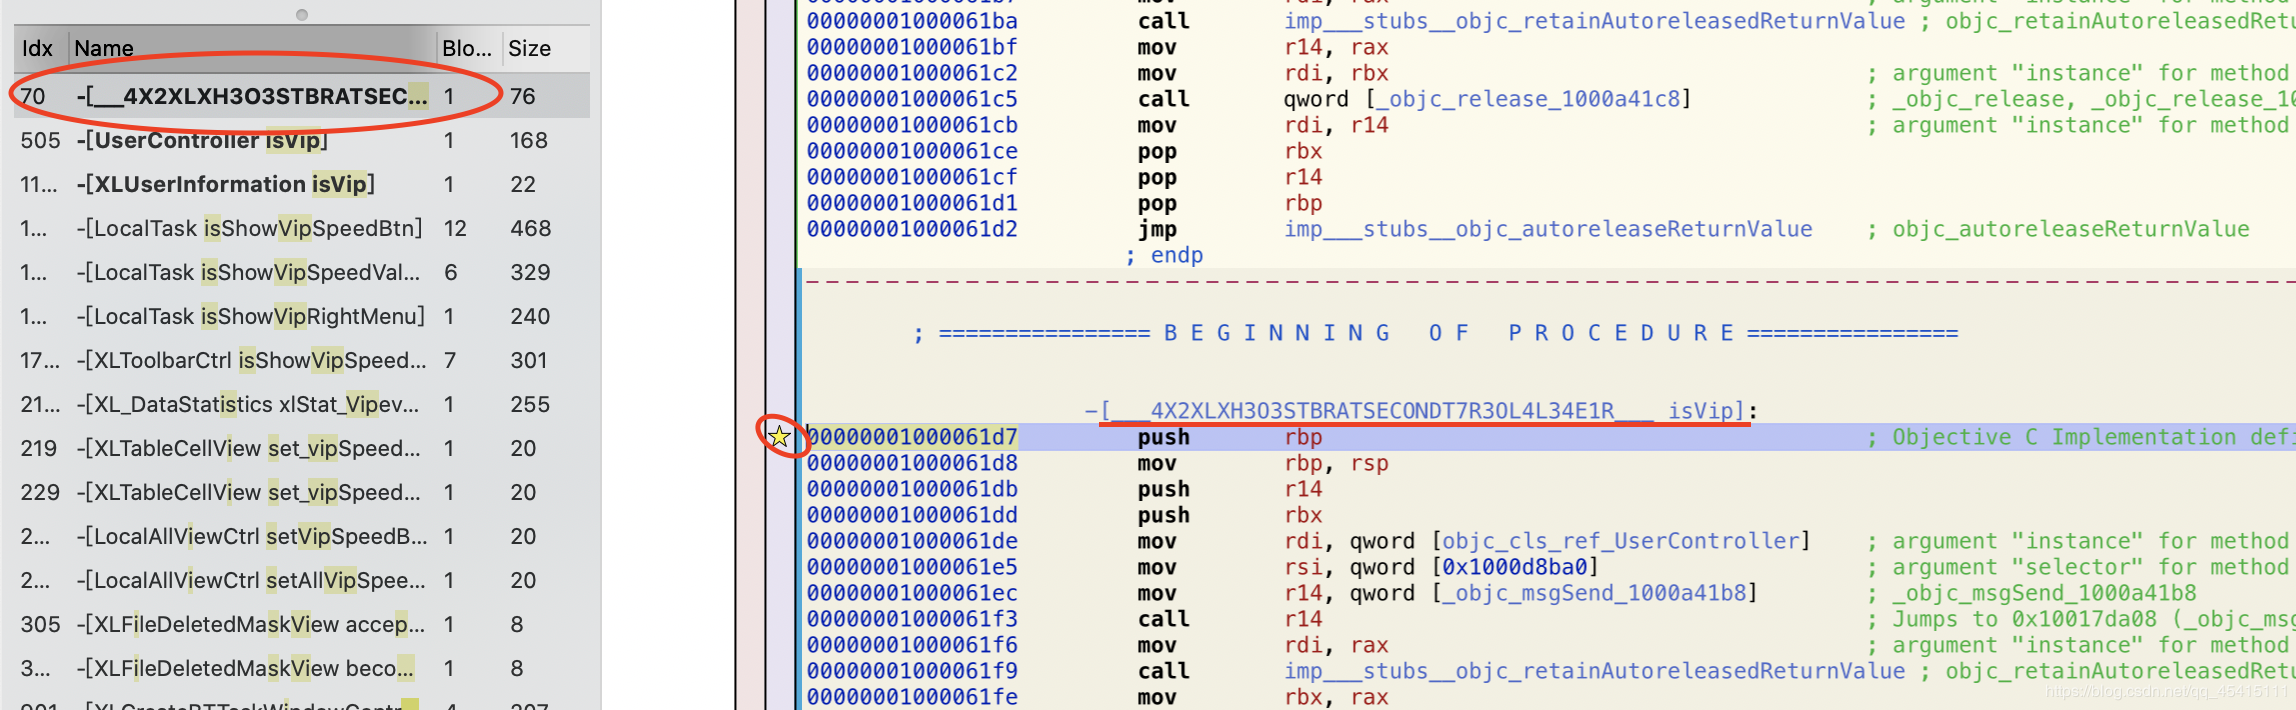 Idx Name Blo... Size
70 -[___4X2XLXH3O3STBRATSEC... 1 76
505 -[UserController isVip] 1 168
11... -[XLUserInformation isVip] 1 22
1... -[LocalTask isShowVipSpeedBtn] 12 468
1... -[LocalTask isShowVipSpeedVal... 6 329
1... -[LocalTask isShowVipRightMenu] 1 240
17... -[XLToolbarCtrl isShowVipSpeed... 7 301
21... -[XL_DataStatistics xlStat_Vipev... 1 255
219 -[XLTableCellView set_vipSpeed... 1 20
229 -[XLTableCellView set_vipSpeed... 1 20
2... -[LocalAllViewCtrl setVipSpeedB... 1 20
2... -[LocalAllViewCtrl setAllVipSpee... 1 20
305 -[XLFileDeletedMaskView accep... 1 8
3... -[XLFileDeletedMaskView beco... 1 8
00000001000061ba call imp___stubs__objc_retainAutoreleasedReturnValue ; objc_retainAutoreleasedRetu
00000001000061bf mov r14, rax
00000001000061c2 mov rdi, rbx ; argument "instance" for method
00000001000061c5 call qword [_objc_release_1000a41c8] ; _objc_release, _objc_release_10
00000001000061cb mov rdi, r14 ; argument "instance" for method
00000001000061ce pop rbx
00000001000061cf pop r14
00000001000061d1 pop rbp
00000001000061d2 jmp imp___stubs__objc_autoreleaseReturnValue ; objc_autoreleaseReturnValue
; endp
; ================ B E G I N N I N G   O F   P R O C E D U R E ================
-[___4X2XLXH3O3STBRATSECONDT7R3OL4L34E1R___ isVip]:
00000001000061d7 push rbp ; Objective C Implementation defi
00000001000061d8 mov rbp, rsp
00000001000061db push r14
00000001000061dd push rbx
00000001000061de mov rdi, qword [objc_cls_ref_UserController] ; argument "instance" for method
00000001000061e5 mov rsi, qword [0x1000d8ba0] ; argument "selector" for method
00000001000061ec mov r14, qword [_objc_msgSend_1000a41b8] ; _objc_msgSend_1000a41b8
00000001000061f3 call r14 ; Jumps to 0x10017da08 (_objc_msg
00000001000061f6 mov rdi, rax ; argument "instance" for method
00000001000061f9 call imp___stubs__objc_retainAutoreleasedReturnValue ; objc_retainAutoreleasedRetu
00000001000061fe mov rbx, rax
https://blog.csdn.net/qq_45415111